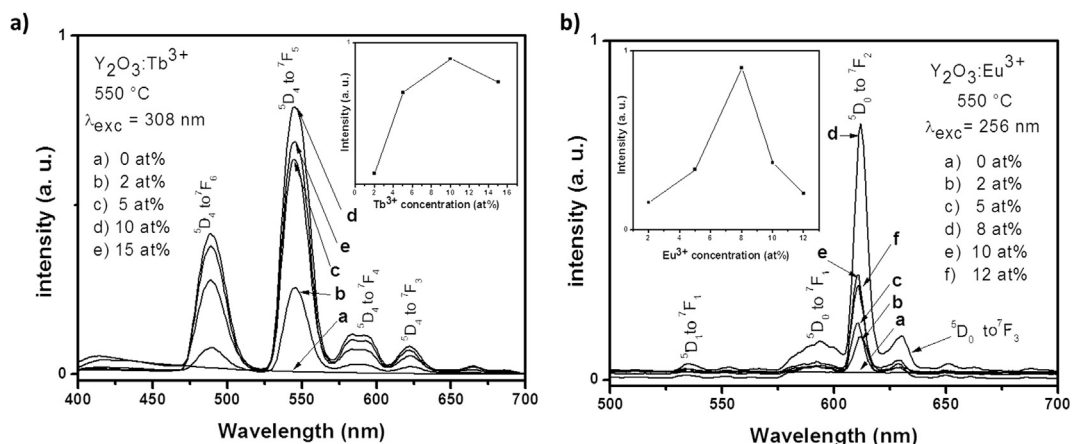 a)
1
intensity (a. u.)
0
Y2O3:Tb3+
550 °C
λexc = 308 nm
a) 0 at%
b) 2 at%
c) 5 at%
d) 10 at%
e) 15 at%
5D4 to 7F6
5D4 to 7F5
5D4 to 7F4
5D4 to 7F3
d
e
c
b
a
1
Intensity (a. u.)
0 2 4 6 8 10 12 14 16
Tb3+ concentration (at%)
400 450 500 550 600 650 700
Wavelength (nm)
b)
1
intensity (a. u.)
0
1
Intensity (a. u.)
0
2 4 6 8 10 12
Eu3+ concentration (at%)
Y2O3:Eu3+
550 °C
λexc = 256 nm
a) 0 at%
b) 2 at%
c) 5 at%
d) 8 at%
e) 10 at%
f) 12 at%
5D1 to 7F1
5D0 to 7F1
5D0 to 7F2
5D0 to 7F3
d
e
f
c
b
a
500 550 600 650 700
Wavelength (nm)